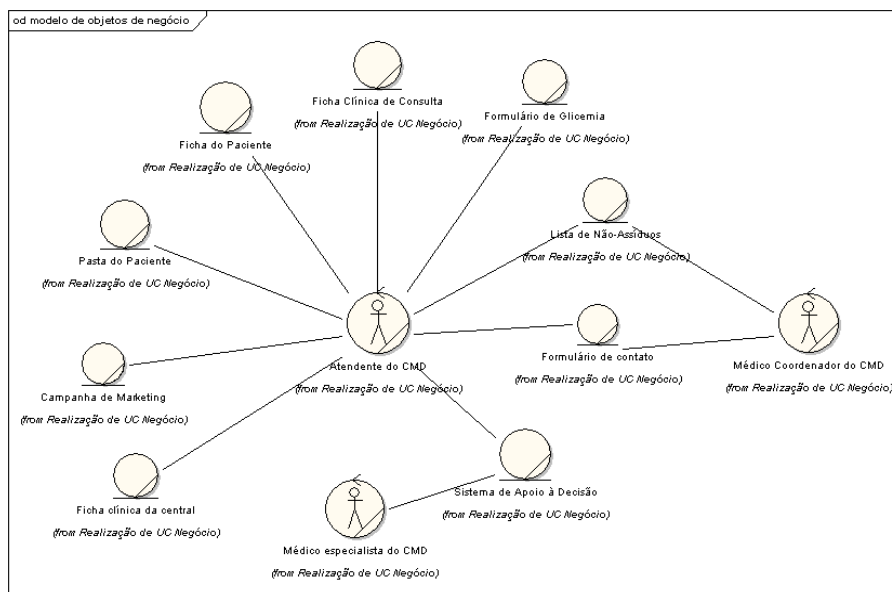 od modelo de objetos de negócio
Ficha Clínica de Consulta
(from Realização de UC Negócio)
Formulário de Glicemia
(from Realização de UC Negócio)
Ficha do Paciente
(from Realização de UC Negócio)
Lista de Não-Assíduos
(from Realização de UC Negócio)
Pasta do Paciente
(from Realização de UC Negócio)
Atendente do CMD
(from Realização de UC Negócio)
Formulário de contato
(from Realização de UC Negócio)
Médico Coordenador do CMD
(from Realização de UC Negócio)
Campanha de Marketing
(from Realização de UC Negócio)
Sistema de Apoio à Decisão
(from Realização de UC Negócio)
Ficha clínica da central
(from Realização de UC Negócio)
Médico especialista do CMD
(from Realização de UC Negócio)